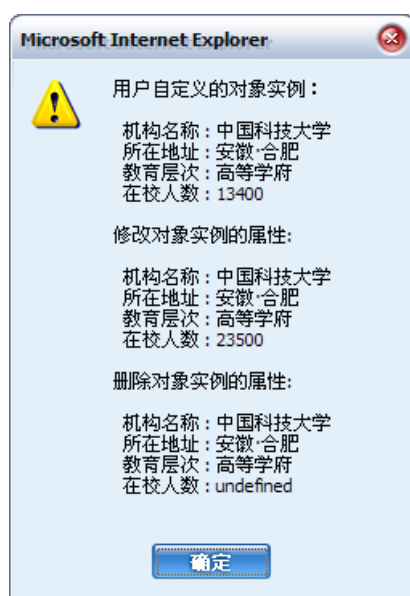 Microsoft Internet Explorer
用户自定义的对象实例：
机构名称：中国科技大学
所在地址：安徽·合肥
教育层次：高等学府
在校人数：13400
修改对象实例的属性:
机构名称：中国科技大学
所在地址：安徽·合肥
教育层次：高等学府
在校人数：23500
删除对象实例的属性:
机构名称：中国科技大学
所在地址：安徽·合肥
教育层次：高等学府
在校人数：undefined
确定